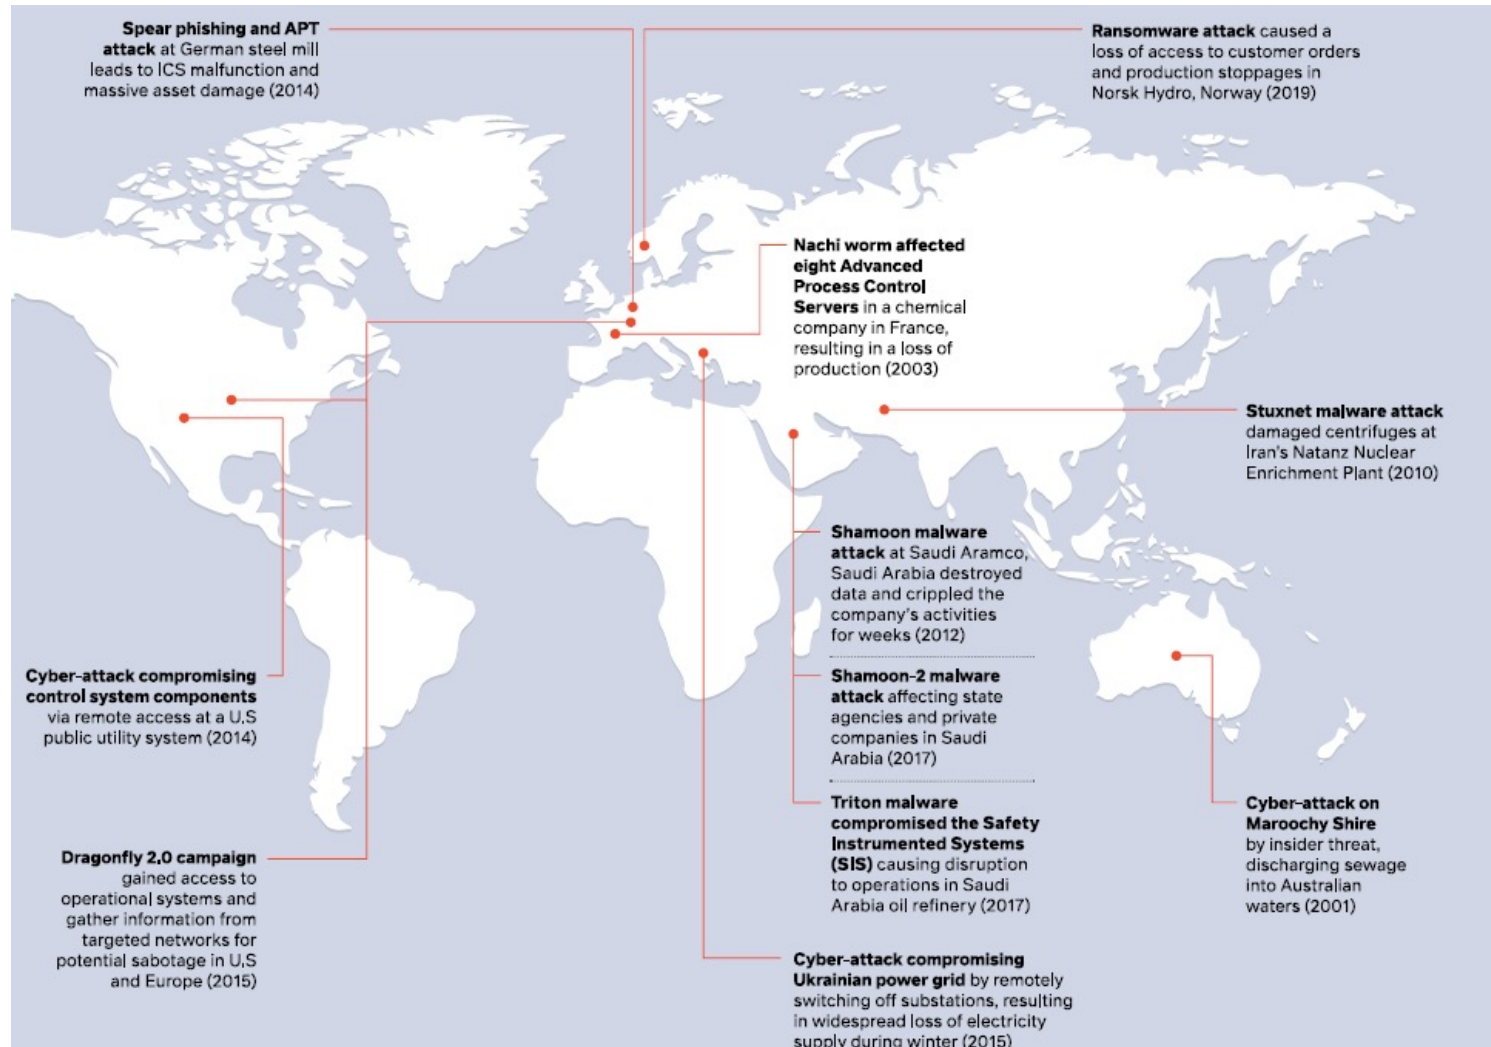 Spear phishing and APT
attack at German steel mill
leads to ICS malfunction and
massive asset damage (2014)
Ransomware attack caused a
loss of access to customer orders
and production stoppages in
Norsk Hydro, Norway (2019)
Nachi worm affected
eight Advanced
Process Control
Servers in a chemical
company in France,
resulting in a loss of
production (2003)
Stuxnet malware attack
damaged centrifuges at
Iran's Natanz Nuclear
Enrichment Plant (2010)
Shamoon malware
attack at Saudi Aramco,
Saudi Arabia destroyed
data and crippled the
company's activities
for weeks (2012)
Cyber-attack compromising
control system components
via remote access at a U.S
public utility system (2014)
Shamoon-2 malware
attack affecting state
agencies and private
companies in Saudi
Arabia (2017)
Triton malware
compromised the Safety
Instrumented Systems
(SIS) causing disruption
to operations in Saudi
Arabia oil refinery (2017)
Cyber-attack on
Maroochy Shire
by insider threat,
discharging sewage
into Australian
waters (2001)
Dragonfly 2.0 campaign
gained access to
operational systems and
gather information from
targeted networks for
potential sabotage in U.S
and Europe (2015)
Cyber-attack compromising
Ukrainian power grid by remotely
switching off substations, resulting
in widespread loss of electricity
supply during winter (2015)